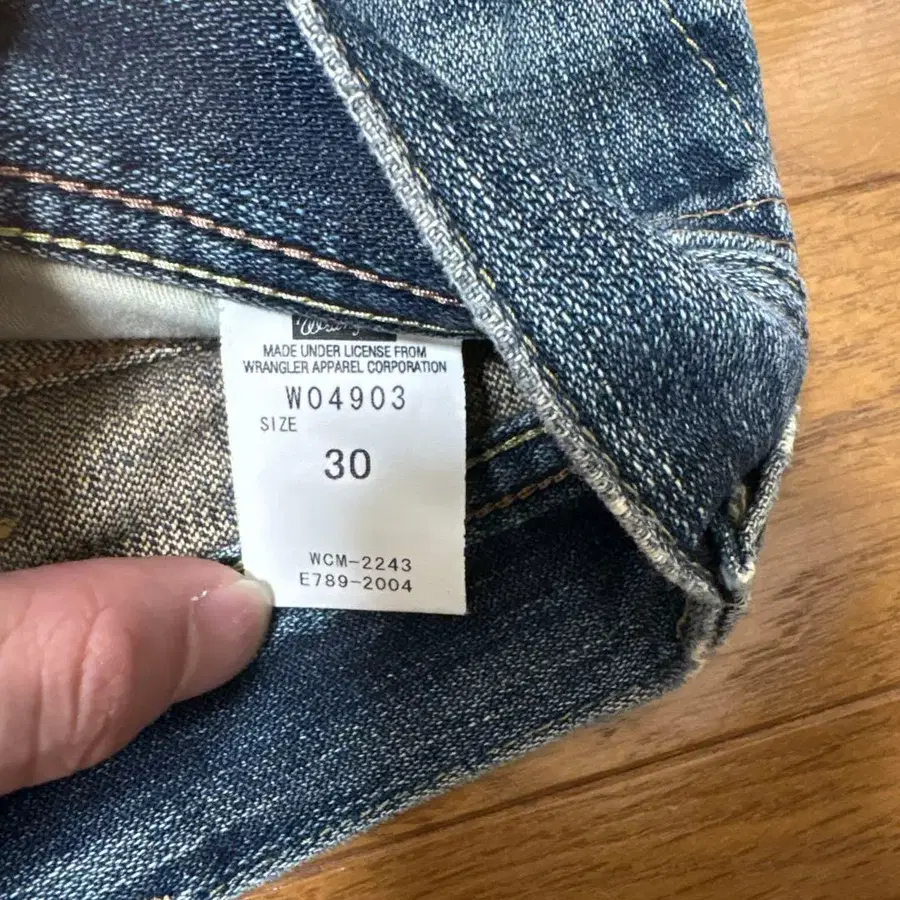 MADE UNDER LICENSE FROM
WRANGLER APPAREL CORPORATION
W04903
SIZE
30
WCM-2243
E789-2004